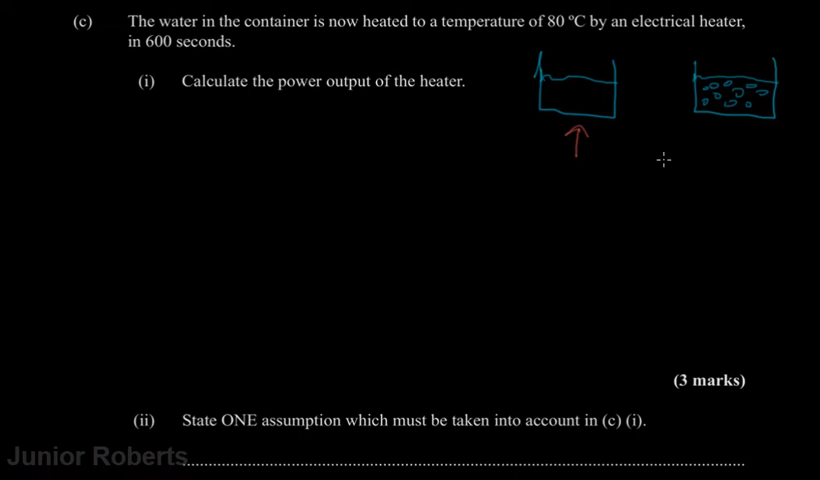 (c) The water in the container is now heated to a temperature of 80 ºC by an electrical heater,
in 600 seconds.
(i) Calculate the power output of the heater.
(3 marks)
(ii) State ONE assumption which must be taken into account in (c) (i).
Junior Roberts